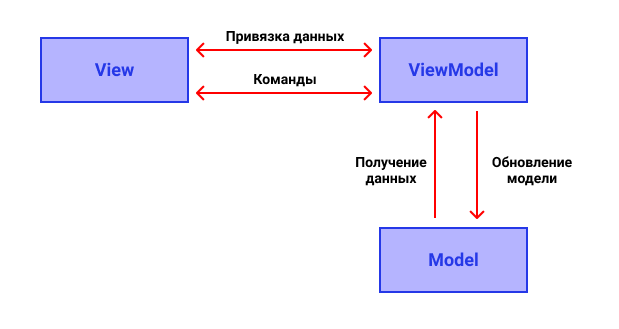 Привязка данных
View
ViewModel
Команды
Получение
данных
Обновление
модели
Model